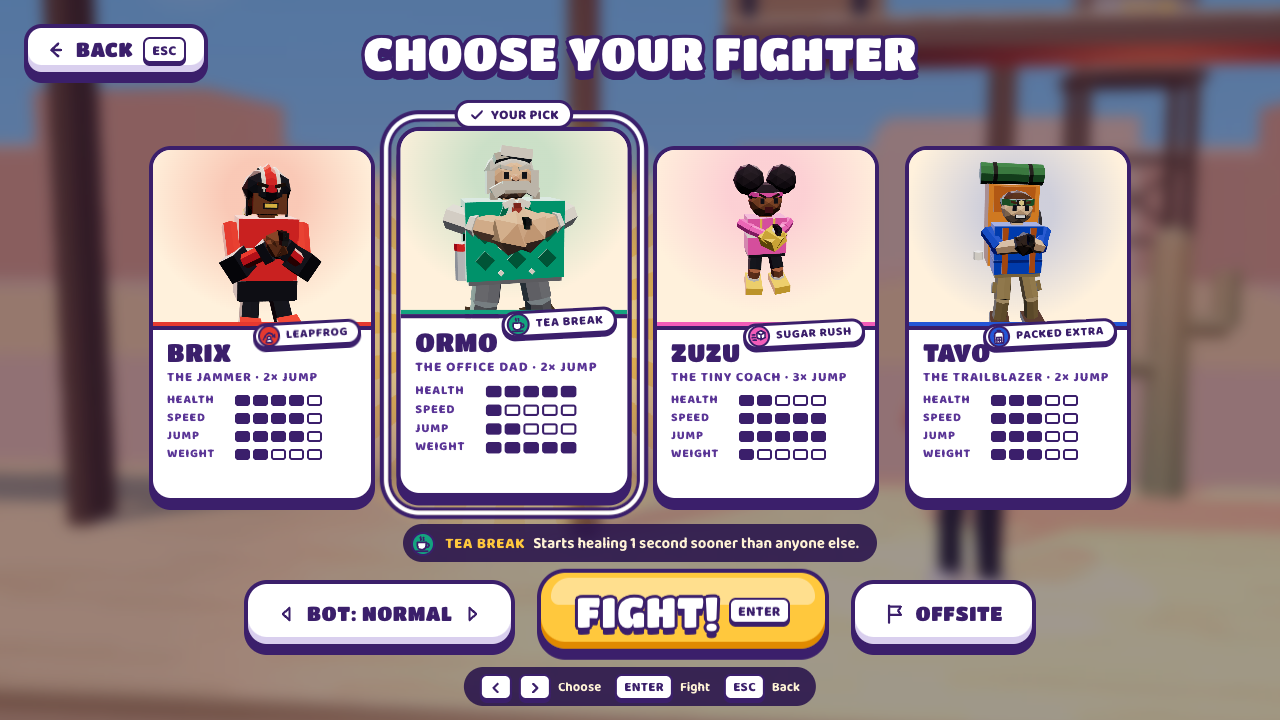 BACK ESC
CHOOSE YOUR FIGHTER
YOUR PICK
LEAPFROG
BRIX
THE JAMMER · 2× JUMP
HEALTH
SPEED
JUMP
WEIGHT
TEA BREAK
ORMO
THE OFFICE DAD · 2× JUMP
HEALTH
SPEED
JUMP
WEIGHT
SUGAR RUSH
ZUZU
THE TINY COACH · 3× JUMP
HEALTH
SPEED
JUMP
WEIGHT
PACKED EXTRA
TAVO
THE TRAILBLAZER · 2× JUMP
HEALTH
SPEED
JUMP
WEIGHT
TEA BREAK Starts healing 1 second sooner than anyone else.
BOT: NORMAL
FIGHT! ENTER
OFFSITE
Choose ENTER Fight ESC Back